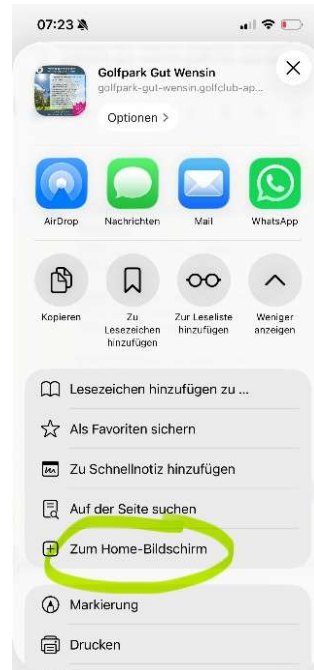 07:23
Golfpark Gut Wensin
golfpark-gut-wensin.golfclub-ap...
Optionen >
AirDrop
Nachrichten
Mail
WhatsApp
Kopieren
Zu
Lesezeichen
hinzufügen
Zur Leseliste
hinzufügen
Weniger
anzeigen
Lesezeichen hinzufügen zu ...
Als Favoriten sichern
Zu Schnellnotiz hinzufügen
Auf der Seite suchen
Zum Home-Bildschirm
Markierung
Drucken